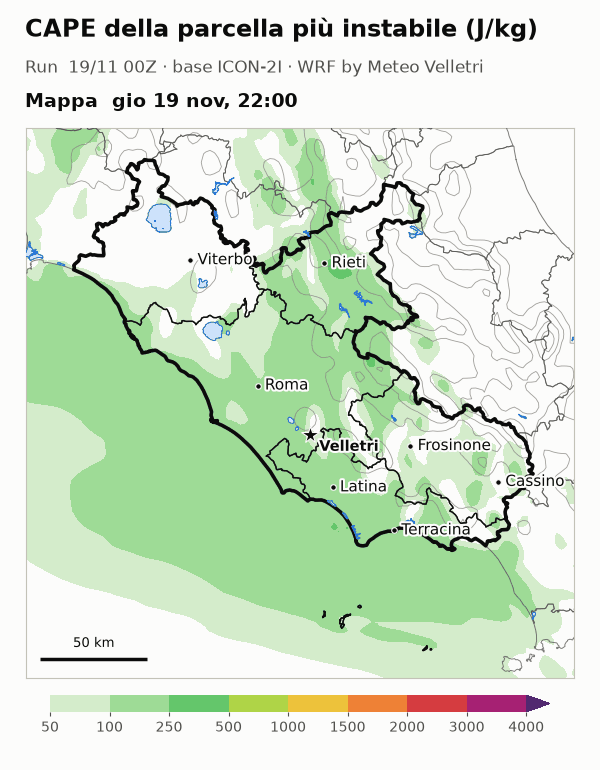 CAPE della parcella più instabile (J/kg)
Run  19/11 00Z · base ICON-2I · WRF by Meteo Velletri
Mappa  gio 19 nov, 22:00
Viterbo
Rieti
Roma
Velletri
Frosinone
Latina
Cassino
Terracina
50 km
50 100 250 500 1000 1500 2000 3000 4000